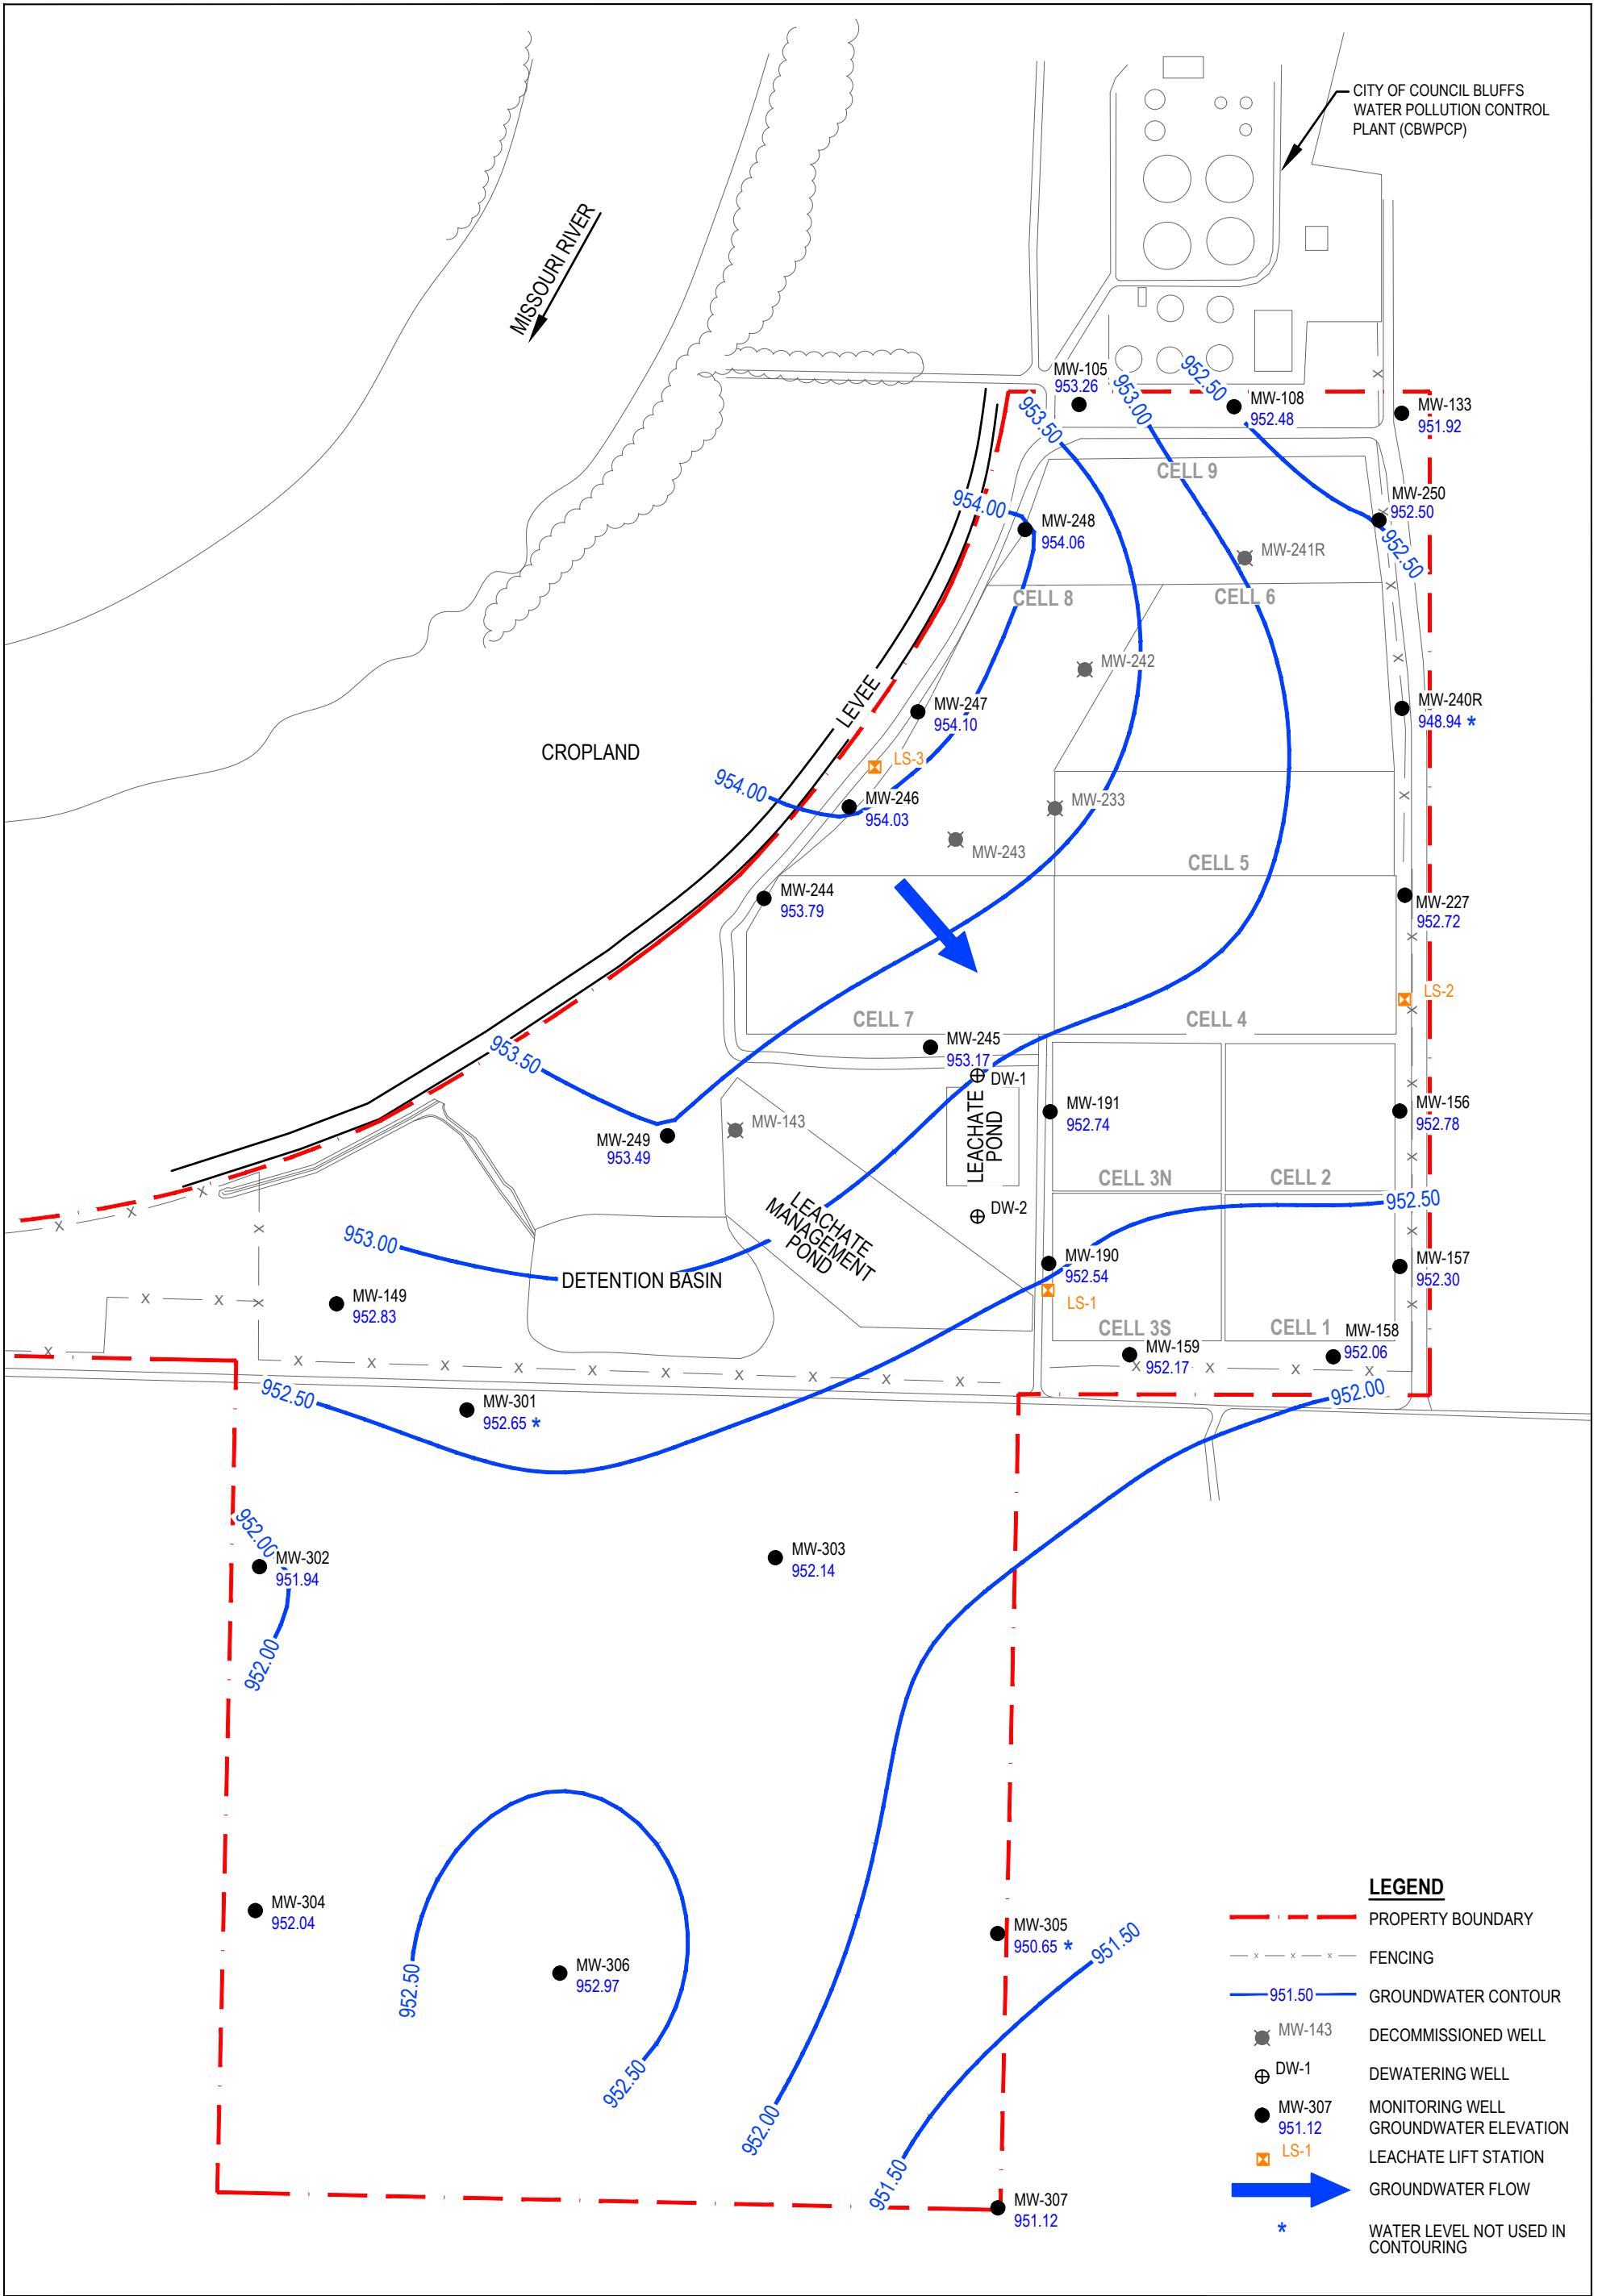 CITY OF COUNCIL BLUFFS
WATER POLLUTION CONTROL
PLANT (CBWPCP)
MISSOURI RIVER
MW-105
953.26
953.50
953.00
952.50
MW-108
952.48
MW-133
951.92
CELL 9
MW-250
952.50
952.50
954.00
MW-248
954.06
MW-241R
CELL 8
CELL 6
MW-242
LEVEE
MW-247
954.10
MW-240R
948.94 *
CROPLAND
LS-3
954.00
MW-246
954.03
MW-233
MW-243
CELL 5
MW-244
953.79
MW-227
952.72
LS-2
CELL 7
CELL 4
953.50
MW-245
953.17
DW-1
LEACHATE
POND
MW-191
952.74
MW-156
952.78
MW-143
MW-249
953.49
CELL 3N
CELL 2
952.50
DW-2
LEACHATE
MANAGEMENT
POND
953.00
MW-190
952.54
MW-157
952.30
DETENTION BASIN
LS-1
MW-149
952.83
CELL 3S
CELL 1
MW-158
952.06
MW-159
952.17
952.50
952.00
MW-301
952.65 *
952.00
MW-302
951.94
MW-303
952.14
952.00
MW-304
952.04
MW-305
950.65 *
951.50
952.50
MW-306
952.97
952.50
952.00
951.50
MW-307
951.12
LEGEND
PROPERTY BOUNDARY
x x x FENCING
951.50 GROUNDWATER CONTOUR
MW-143 DECOMMISSIONED WELL
DW-1 DEWATERING WELL
MW-307 MONITORING WELL
951.12 GROUNDWATER ELEVATION
LS-1 LEACHATE LIFT STATION
GROUNDWATER FLOW
* WATER LEVEL NOT USED IN
CONTOURING